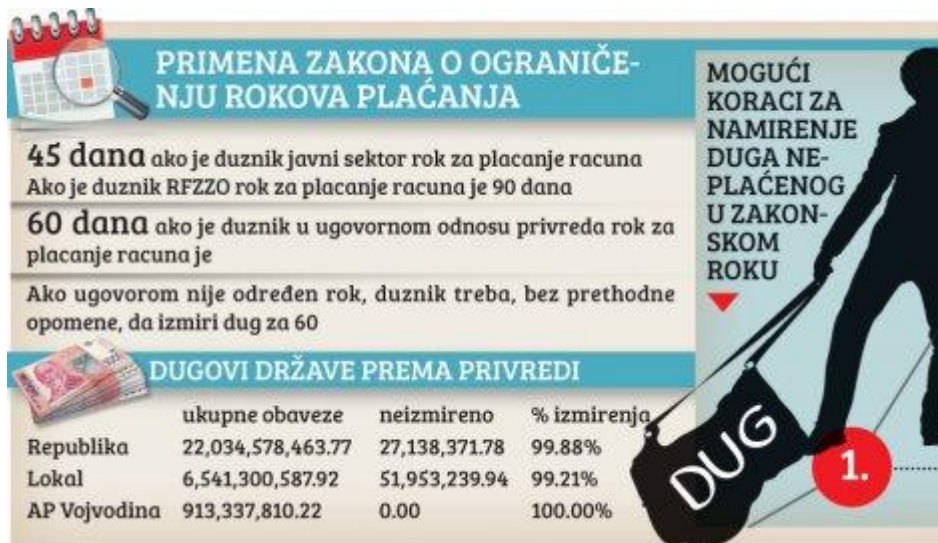 PRIMENA ZAKONA O OGRANIČE-
NJU ROKOVA PLAĆANJA
45 dana ako je duznik javni sektor rok za placanje racuna
Ako je duznik RFZZO rok za placanje racuna je 90 dana
60 dana ako je duznik u ugovornom odnosu privreda rok za
placanje racuna je
Ako ugovorom nije određen rok, duznik treba, bez prethodne
opomene, da izmiri dug za 60
DUGOVI DRŽAVE PREMA PRIVREDI
ukupne obaveze neizmireno % izmirenja
Republika 22,034,578,463.77 27,138,371.78 99.88%
Lokal 6,541,300,587.92 51,953,239.94 99.21%
AP Vojvodina 913,337,810.22 0.00 100.00%
MOGUĆI
KORACI ZA
NAMIRENJE
DUGA NE-
PLAĆENOG
U ZAKON-
SKOM
ROKU
DUG
1.